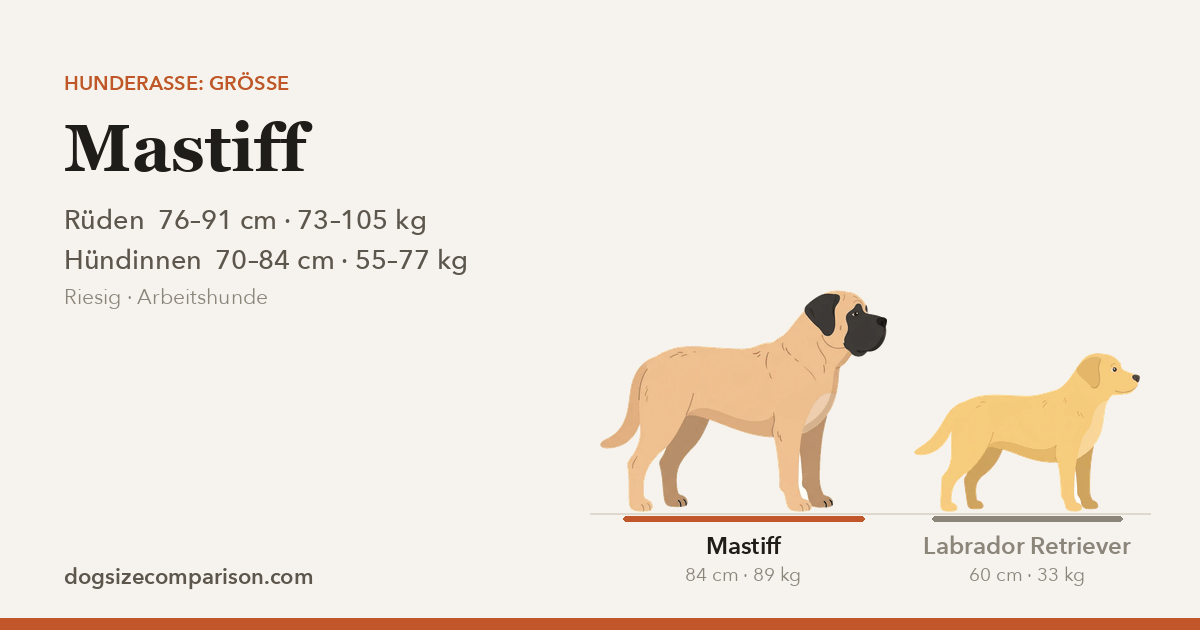 HUNDERASSE: GRÖSSE
Mastiff
Rüden 76–91 cm · 73–105 kg
Hündinnen 70–84 cm · 55–77 kg
Riesig · Arbeitshunde
Mastiff
84 cm · 89 kg
Labrador Retriever
60 cm · 33 kg
dogsizecomparison.com